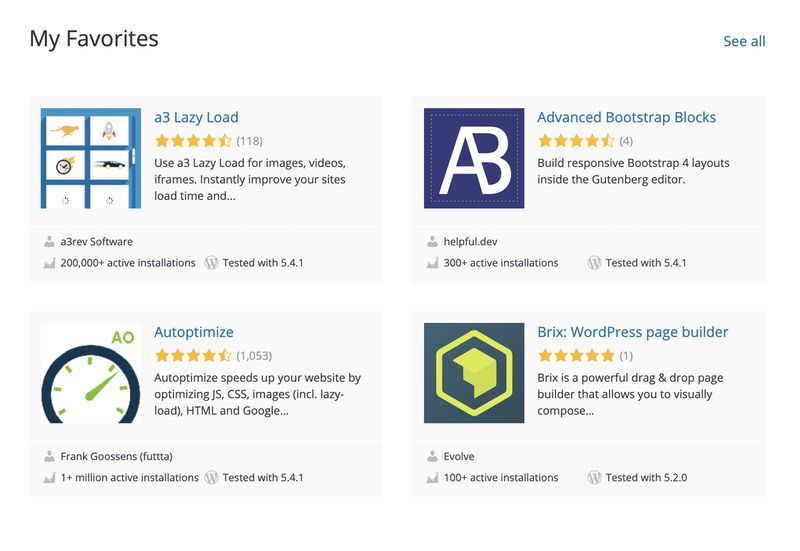 My Favorites
See all
a3 Lazy Load
(118)
Use a3 Lazy Load for images, videos,
iframes. Instantly improve your sites
load time and...
a3rev Software
200,000+ active installations
Tested with 5.4.1
AB
Advanced Bootstrap Blocks
(4)
Build responsive Bootstrap 4 layouts
inside the Gutenberg editor.
helpful.dev
300+ active installations
Tested with 5.4.1
AO
Autoptimize
(1,053)
Autoptimize speeds up your website by
optimizing JS, CSS, images (incl. lazy-
load), HTML and Google...
Frank Goossens (futtta)
1+ million active installations
Tested with 5.4.1
Brix: WordPress page builder
(1)
Brix is a powerful drag & drop page
builder that allows you to visually
compose...
Evolve
100+ active installations
Tested with 5.2.0